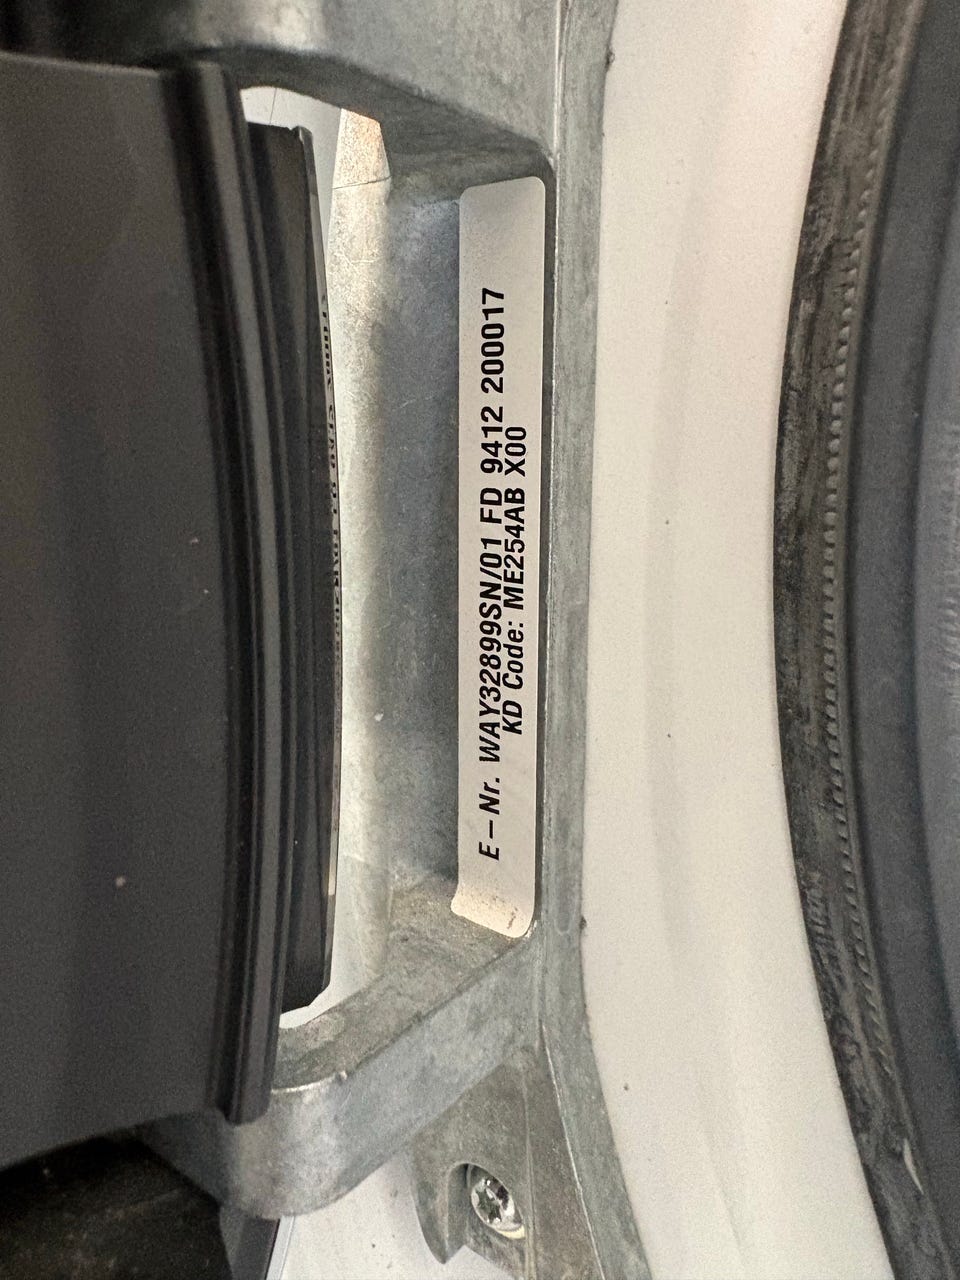 E-Nr. WAY32899SN/01 FD 9412 200017
KD Code: ME254AB X00